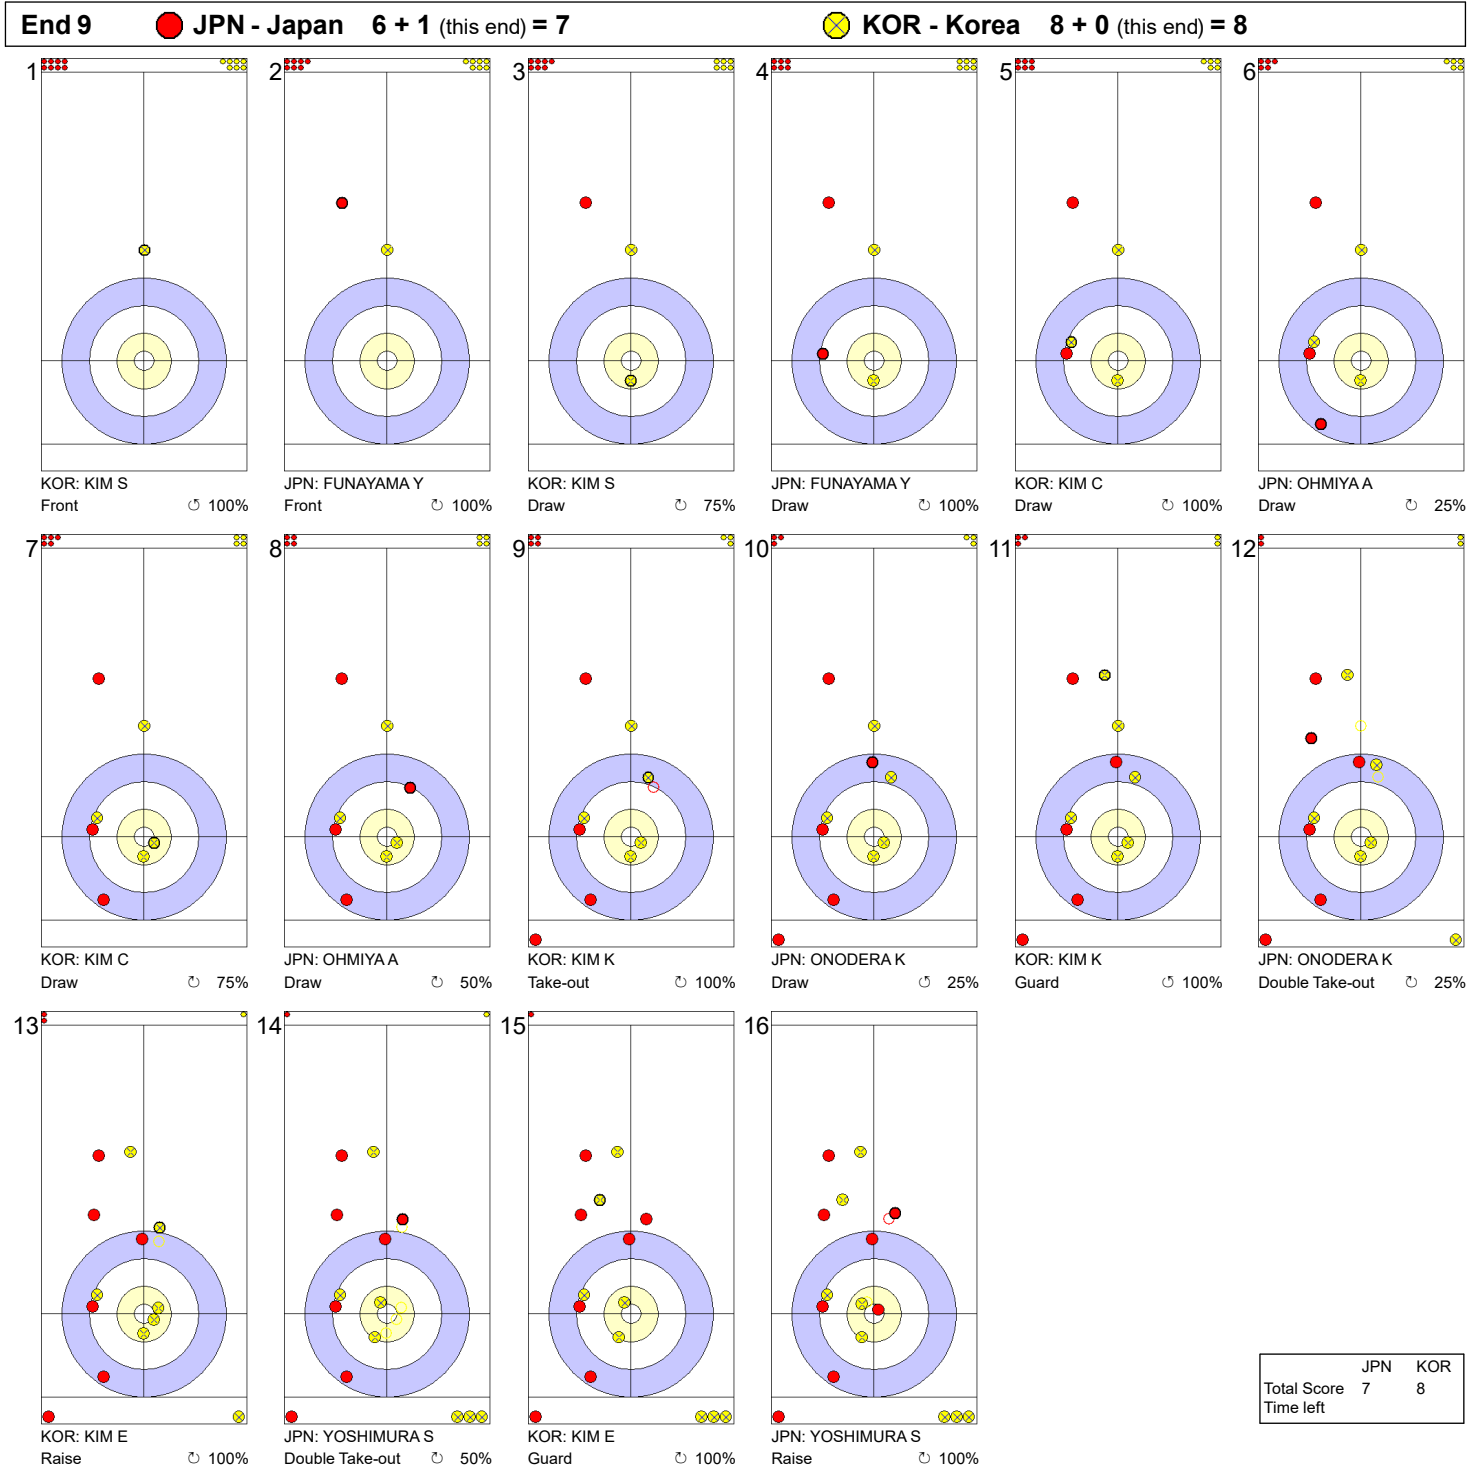 End 9 JPN - Japan 6 + 1 (this end) = 7 KOR - Korea 8 + 0 (this end) = 8
1 2 3 4 5 6
KOR: KIM S JPN: FUNAYAMA Y KOR: KIM S JPN: FUNAYAMA Y KOR: KIM C JPN: OHMIYA A
Front ↺ 100% Front ↻ 100% Draw ↻ 75% Draw ↻ 100% Draw ↻ 100% Draw ↻ 25%
7 8 9 10 11 12
KOR: KIM C JPN: OHMIYA A KOR: KIM K JPN: ONODERA K KOR: KIM K JPN: ONODERA K
Draw ↻ 75% Draw ↻ 50% Take-out ↻ 100% Draw ↺ 25% Guard ↻ 100% Double Take-out ↻ 25%
13 14 15 16
KOR: KIM E JPN: YOSHIMURA S KOR: KIM E JPN: YOSHIMURA S
Raise ↻ 100% Double Take-out ↻ 50% Guard ↻ 100% Raise ↻ 100%
JPN KOR
Total Score 7 8
Time left